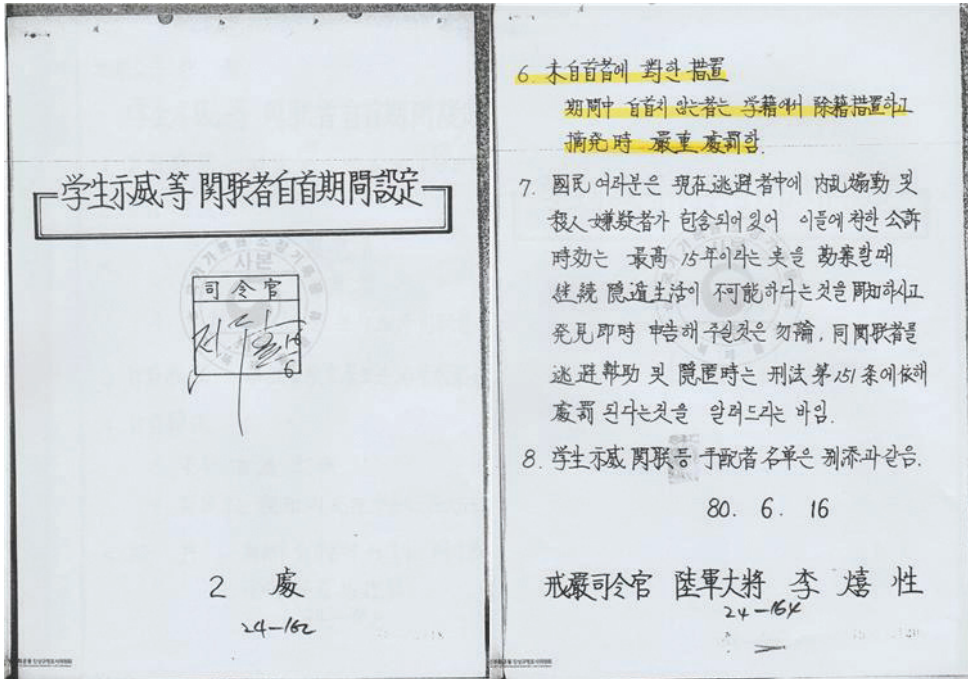 学生示威等 関联者自首期間設定
사본
司令官
2 處
24-162
6. 未自首者에 對한 措置
期間中 自首치 않는者는 学籍에서 除籍措置하고
摘発時 嚴重 處罰함.
7. 國民 여러분은 現在逃避者中에 内乱煽動 및
殺人嫌疑者가 包含되어 있어 이들에 대한 公訴
時効는 最高 15年이라는 것을 勘案할때
継続 隠遁生活이 不可能하다는것을 周知하시고
発見即時 申告해 주실것은 勿論, 同関联者를
逃避幇助 및 隠匿時는 刑法 第151条에依해
處罰 된다는것을 알려드리는 바임.
8. 学生示威 関联등 手配者 名単은 別添과같음.
80. 6. 16
戒嚴司令官 陸軍大將 李熺性
24-164